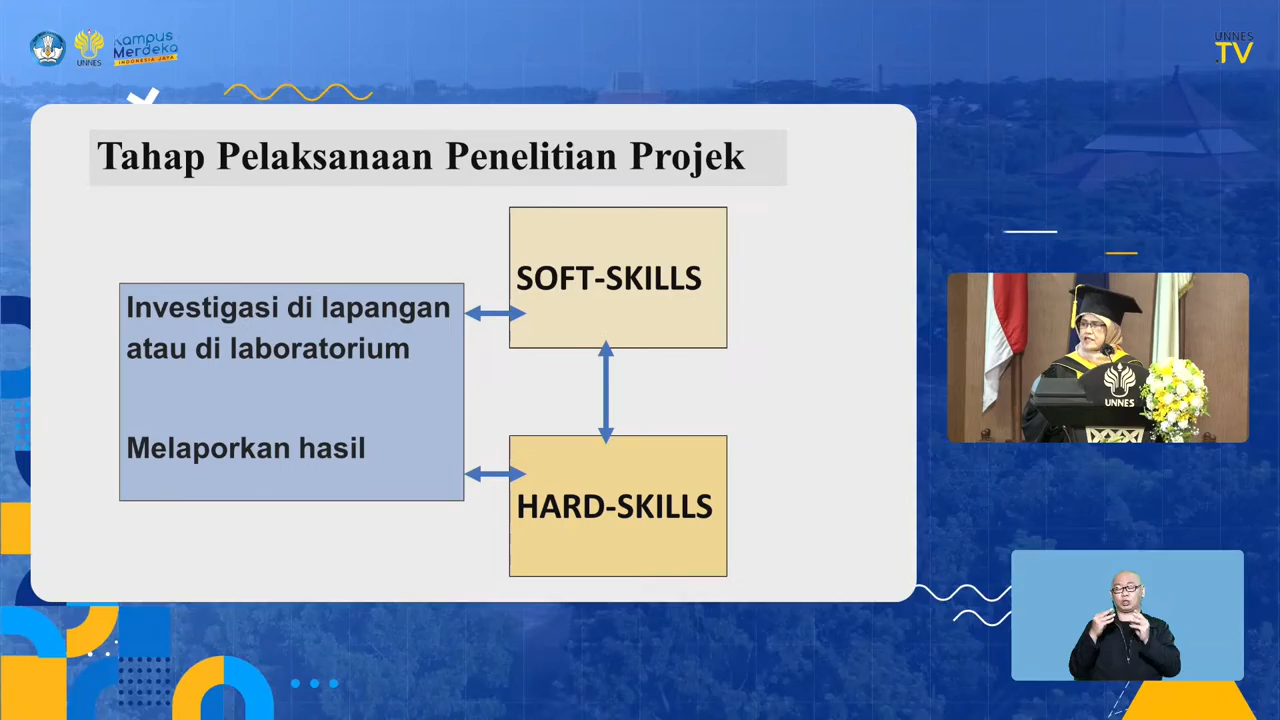 UNNES
Kampus
Merdeka
INDONESIA JAYA
UNNES
TV
Tahap Pelaksanaan Penelitian Projek
SOFT-SKILLS
Investigasi di lapangan
atau di laboratorium
Melaporkan hasil
HARD-SKILLS
UNNES